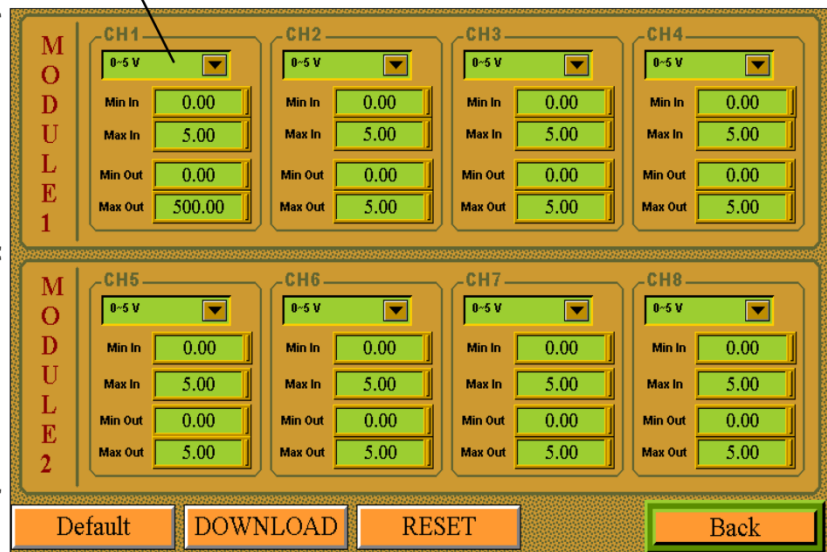 MODULE1
CH1 CH2 CH3 CH4
0~5 V 0~5 V 0~5 V 0~5 V
Min In 0.00 Min In 0.00 Min In 0.00 Min In 0.00
Max In 5.00 Max In 5.00 Max In 5.00 Max In 5.00
Min Out 0.00 Min Out 0.00 Min Out 0.00 Min Out 0.00
Max Out 500.00 Max Out 5.00 Max Out 5.00 Max Out 5.00
MODULE2
CH5 CH6 CH7 CH8
0~5 V 0~5 V 0~5 V 0~5 V
Min In 0.00 Min In 0.00 Min In 0.00 Min In 0.00
Max In 5.00 Max In 5.00 Max In 5.00 Max In 5.00
Min Out 0.00 Min Out 0.00 Min Out 0.00 Min Out 0.00
Max Out 5.00 Max Out 5.00 Max Out 5.00 Max Out 5.00
Default DOWNLOAD RESET Back